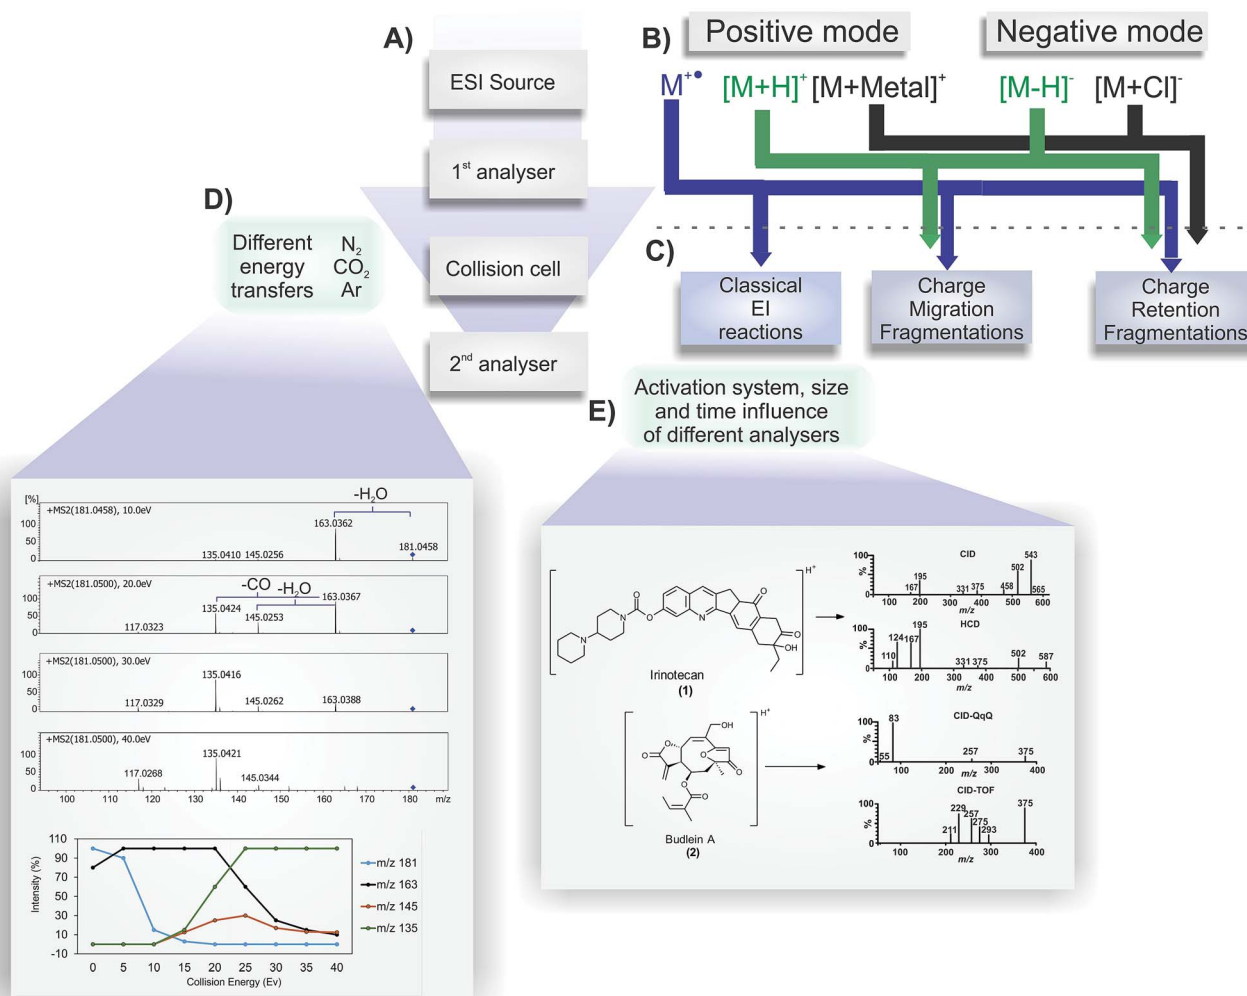 A)
ESI Source
1st analyser
Collision cell
2nd analyser
B)
Positive mode
Negative mode
M+•
[M+H]+
[M+Metal]+
[M-H]-
[M+Cl]-
C)
Classical
EI
reactions
Charge
Migration
Fragmentations
Charge
Retention
Fragmentations
D)
Different
energy
transfers
N2
CO2
Ar
[%]
-H2O
+MS2(181.0458), 10.0eV
163.0362
181.0458
135.0410 145.0256
100
50
0
+MS2(181.0500), 20.0eV
-CO
-H2O
163.0367
135.0424
145.0253
117.0323
100
50
0
+MS2(181.0500), 30.0eV
135.0416
117.0329
145.0262
163.0388
100
50
0
+MS2(181.0500), 40.0eV
135.0421
117.0268
145.0344
100
50
0
100 110 120 130 140 150 160 170 180 m/z
110
90
70
50
30
10
-10
Intensity (%)
0 5 10 15 20 25 30 35 40
Collision Energy (Ev)
m/z 181
m/z 163
m/z 145
m/z 135
E)
Activation system, size
and time influence
of different analysers
H+
O
O
O
N
N
N
O
O
OH
Irinotecan
(1)
CID
100
%
0
167
195
331 375
458
502
543
565
100 200 300 400 500 600
m/z
HCD
100
%
0
110
124
167
195
331 375
502
587
100 200 300 400 500 600
m/z
H+
OH
O
O
O
O
O
O
Budlein A
(2)
CID-QqQ
100
%
0
55
83
257
375
100 200 300 400
m/z
CID-TOF
100
%
0
211
229
257
275
293
375
100 200 300 400
m/z